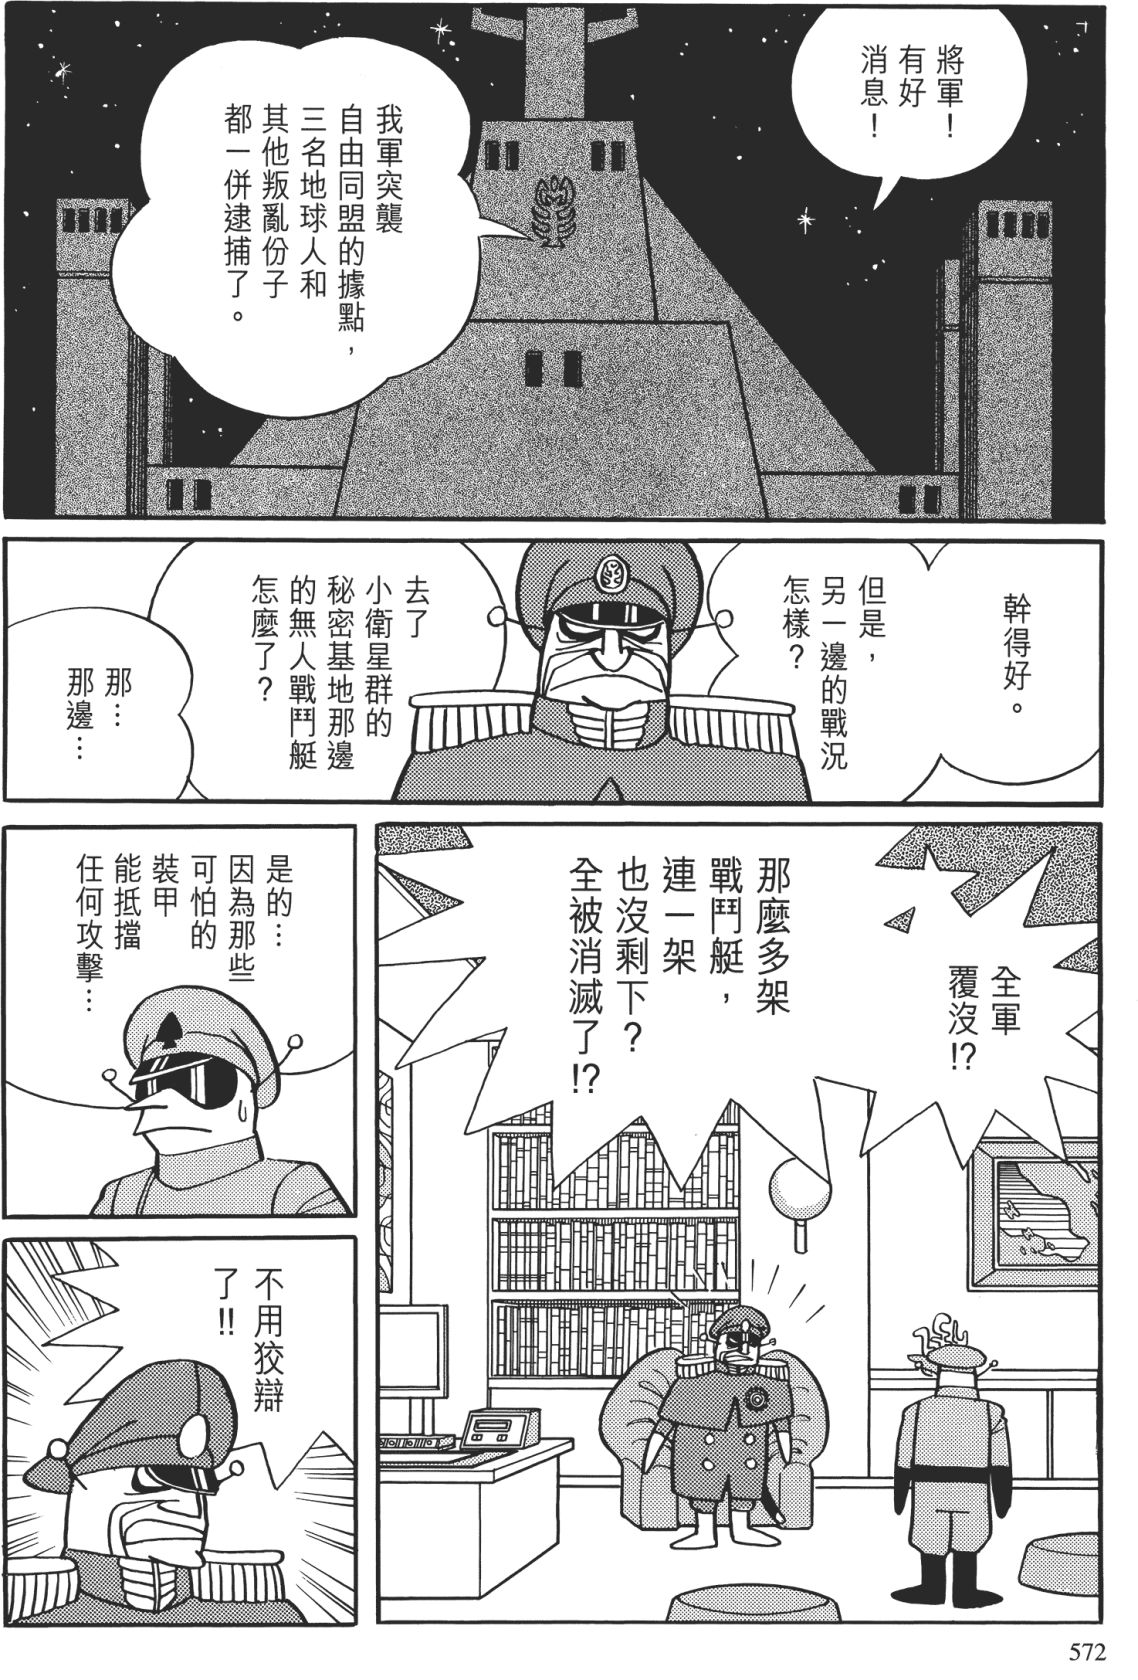 將軍！
有好
消息！
我軍突襲
自由同盟的據點，
三名地球人和
其他叛亂份子
都一併逮捕了。
幹得好。
但是，
另一邊的戰況
怎樣？
去了
小衛星群的
秘密基地那邊
的無人戰鬥艇
怎麼了？
那…
那邊…
全軍
覆沒!?
那麼多架
戰鬥艇，
連一架
也沒剩下？
全被消滅了!?
是的…
因為那些
可怕的
裝甲
能抵擋
任何攻擊…
不用狡辯
了!!
572